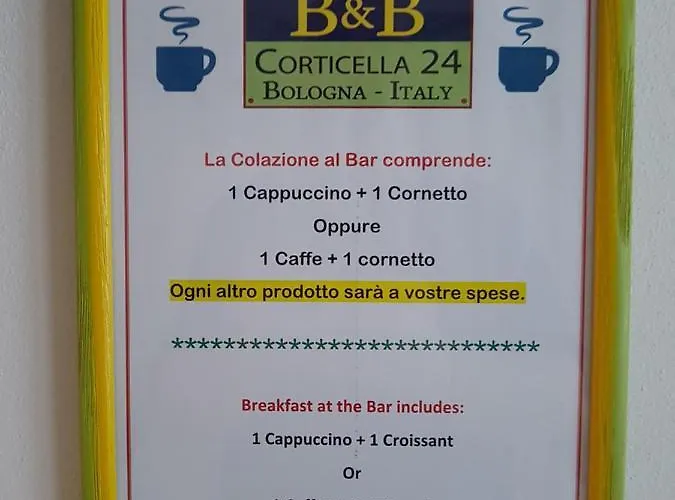 B&B
CORTICELLA 24
BOLOGNA - ITALY
La Colazione al Bar comprende:
1 Cappuccino + 1 Cornetto
Oppure
1 Caffe + 1 cornetto
Ogni altro prodotto sarà a vostre spese.
****************************
Breakfast at the Bar includes:
1 Cappuccino + 1 Croissant
Or